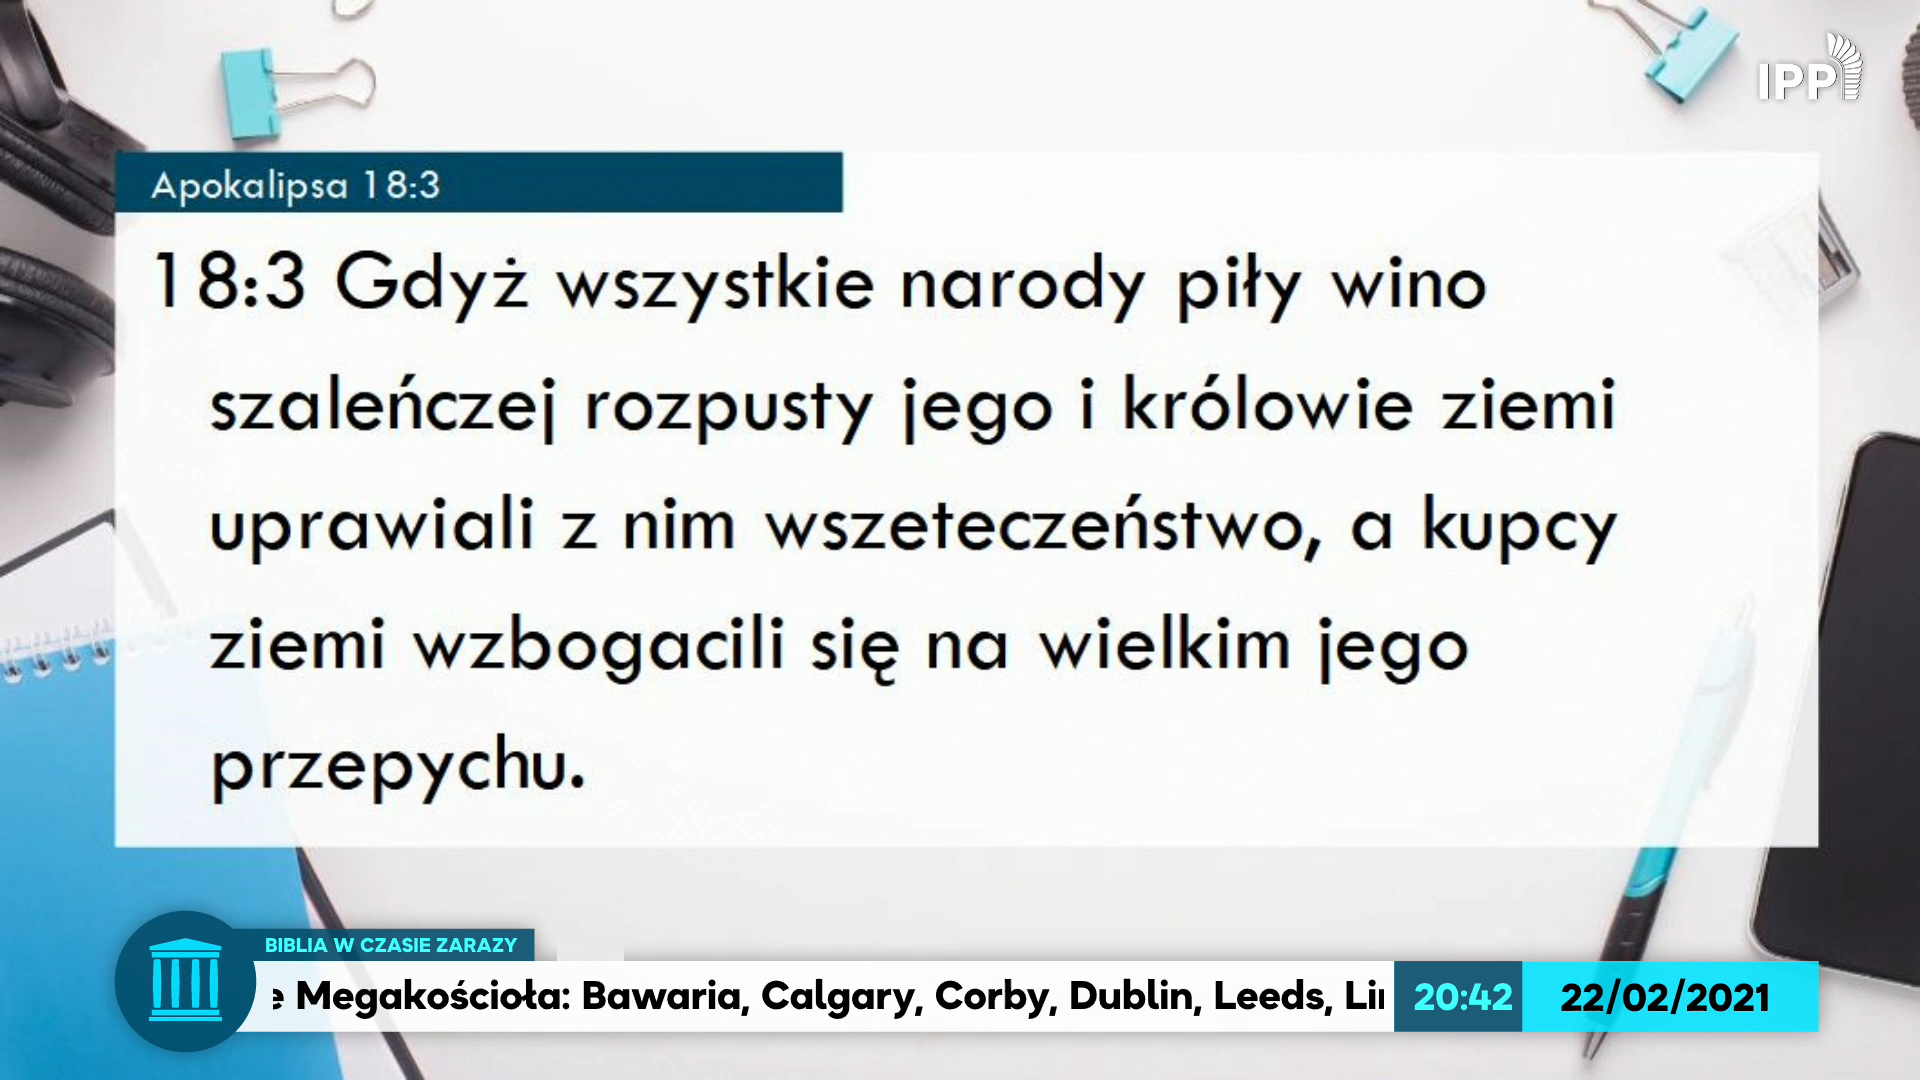 IPP
Apokalipsa 18:3
18:3 Gdyż wszystkie narody piły wino
szaleńczej rozpusty jego i królowie ziemi
uprawiali z nim wszeteczeństwo, a kupcy
ziemi wzbogacili się na wielkim jego
przepychu.
BIBLIA W CZASIE ZARAZY
e Megakościoła: Bawaria, Calgary, Corby, Dublin, Leeds, 20:42 22/02/2021